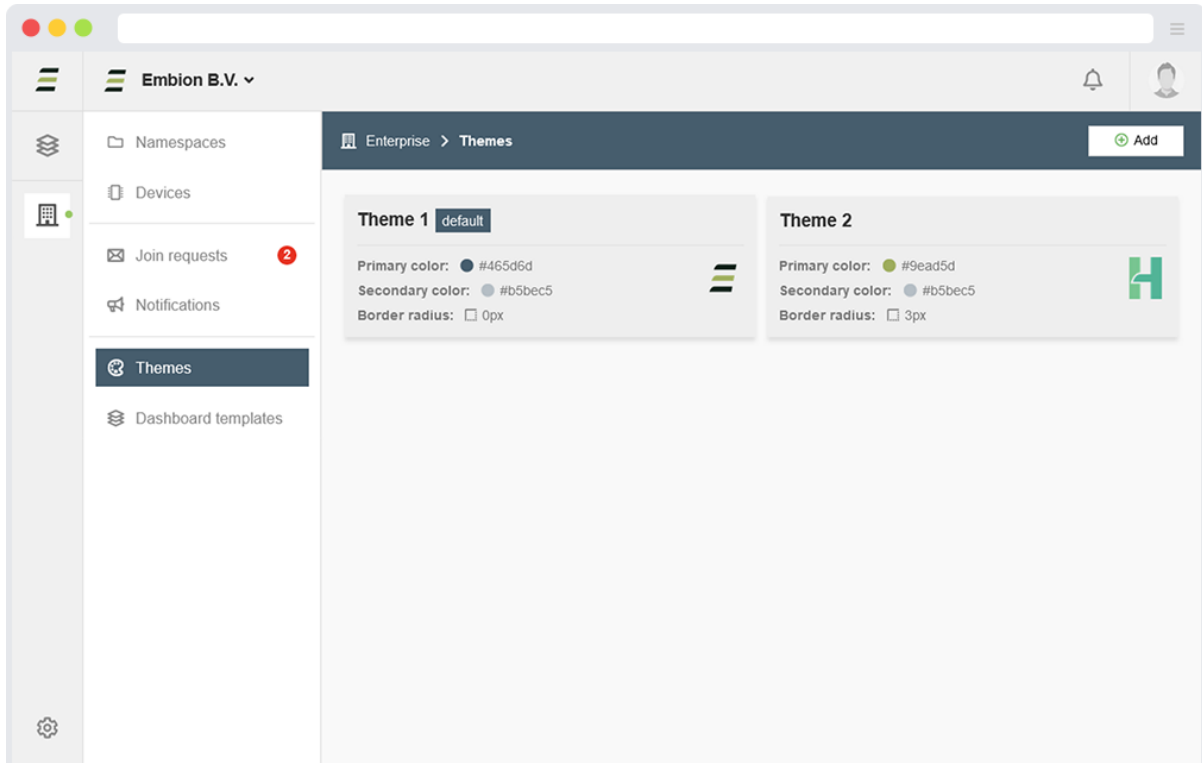 Embion B.V.
Namespaces
Devices
Join requests 2
Notifications
Themes
Dashboard templates
Enterprise > Themes
Add
Theme 1 default
Primary color: #465d6d
Secondary color: #b5bec5
Border radius: 0px
Theme 2
Primary color: #9ead5d
Secondary color: #b5bec5
Border radius: 3px